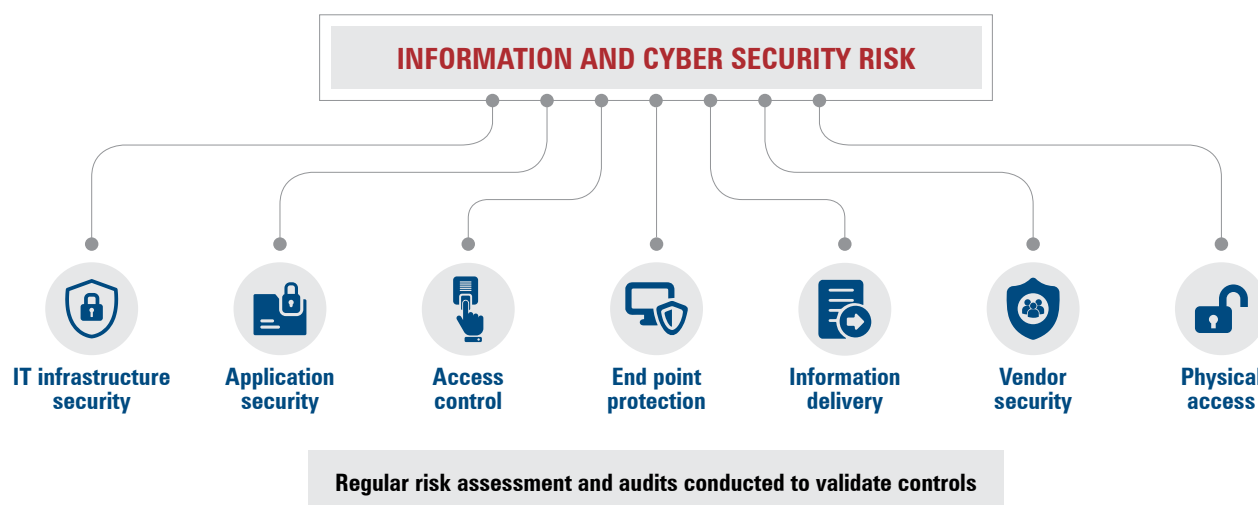 INFORMATION AND CYBER SECURITY RISK
IT infrastructure
security
Application
security
Access
control
End point
protection
Information
delivery
Vendor
security
Physical
access
Regular risk assessment and audits conducted to validate controls